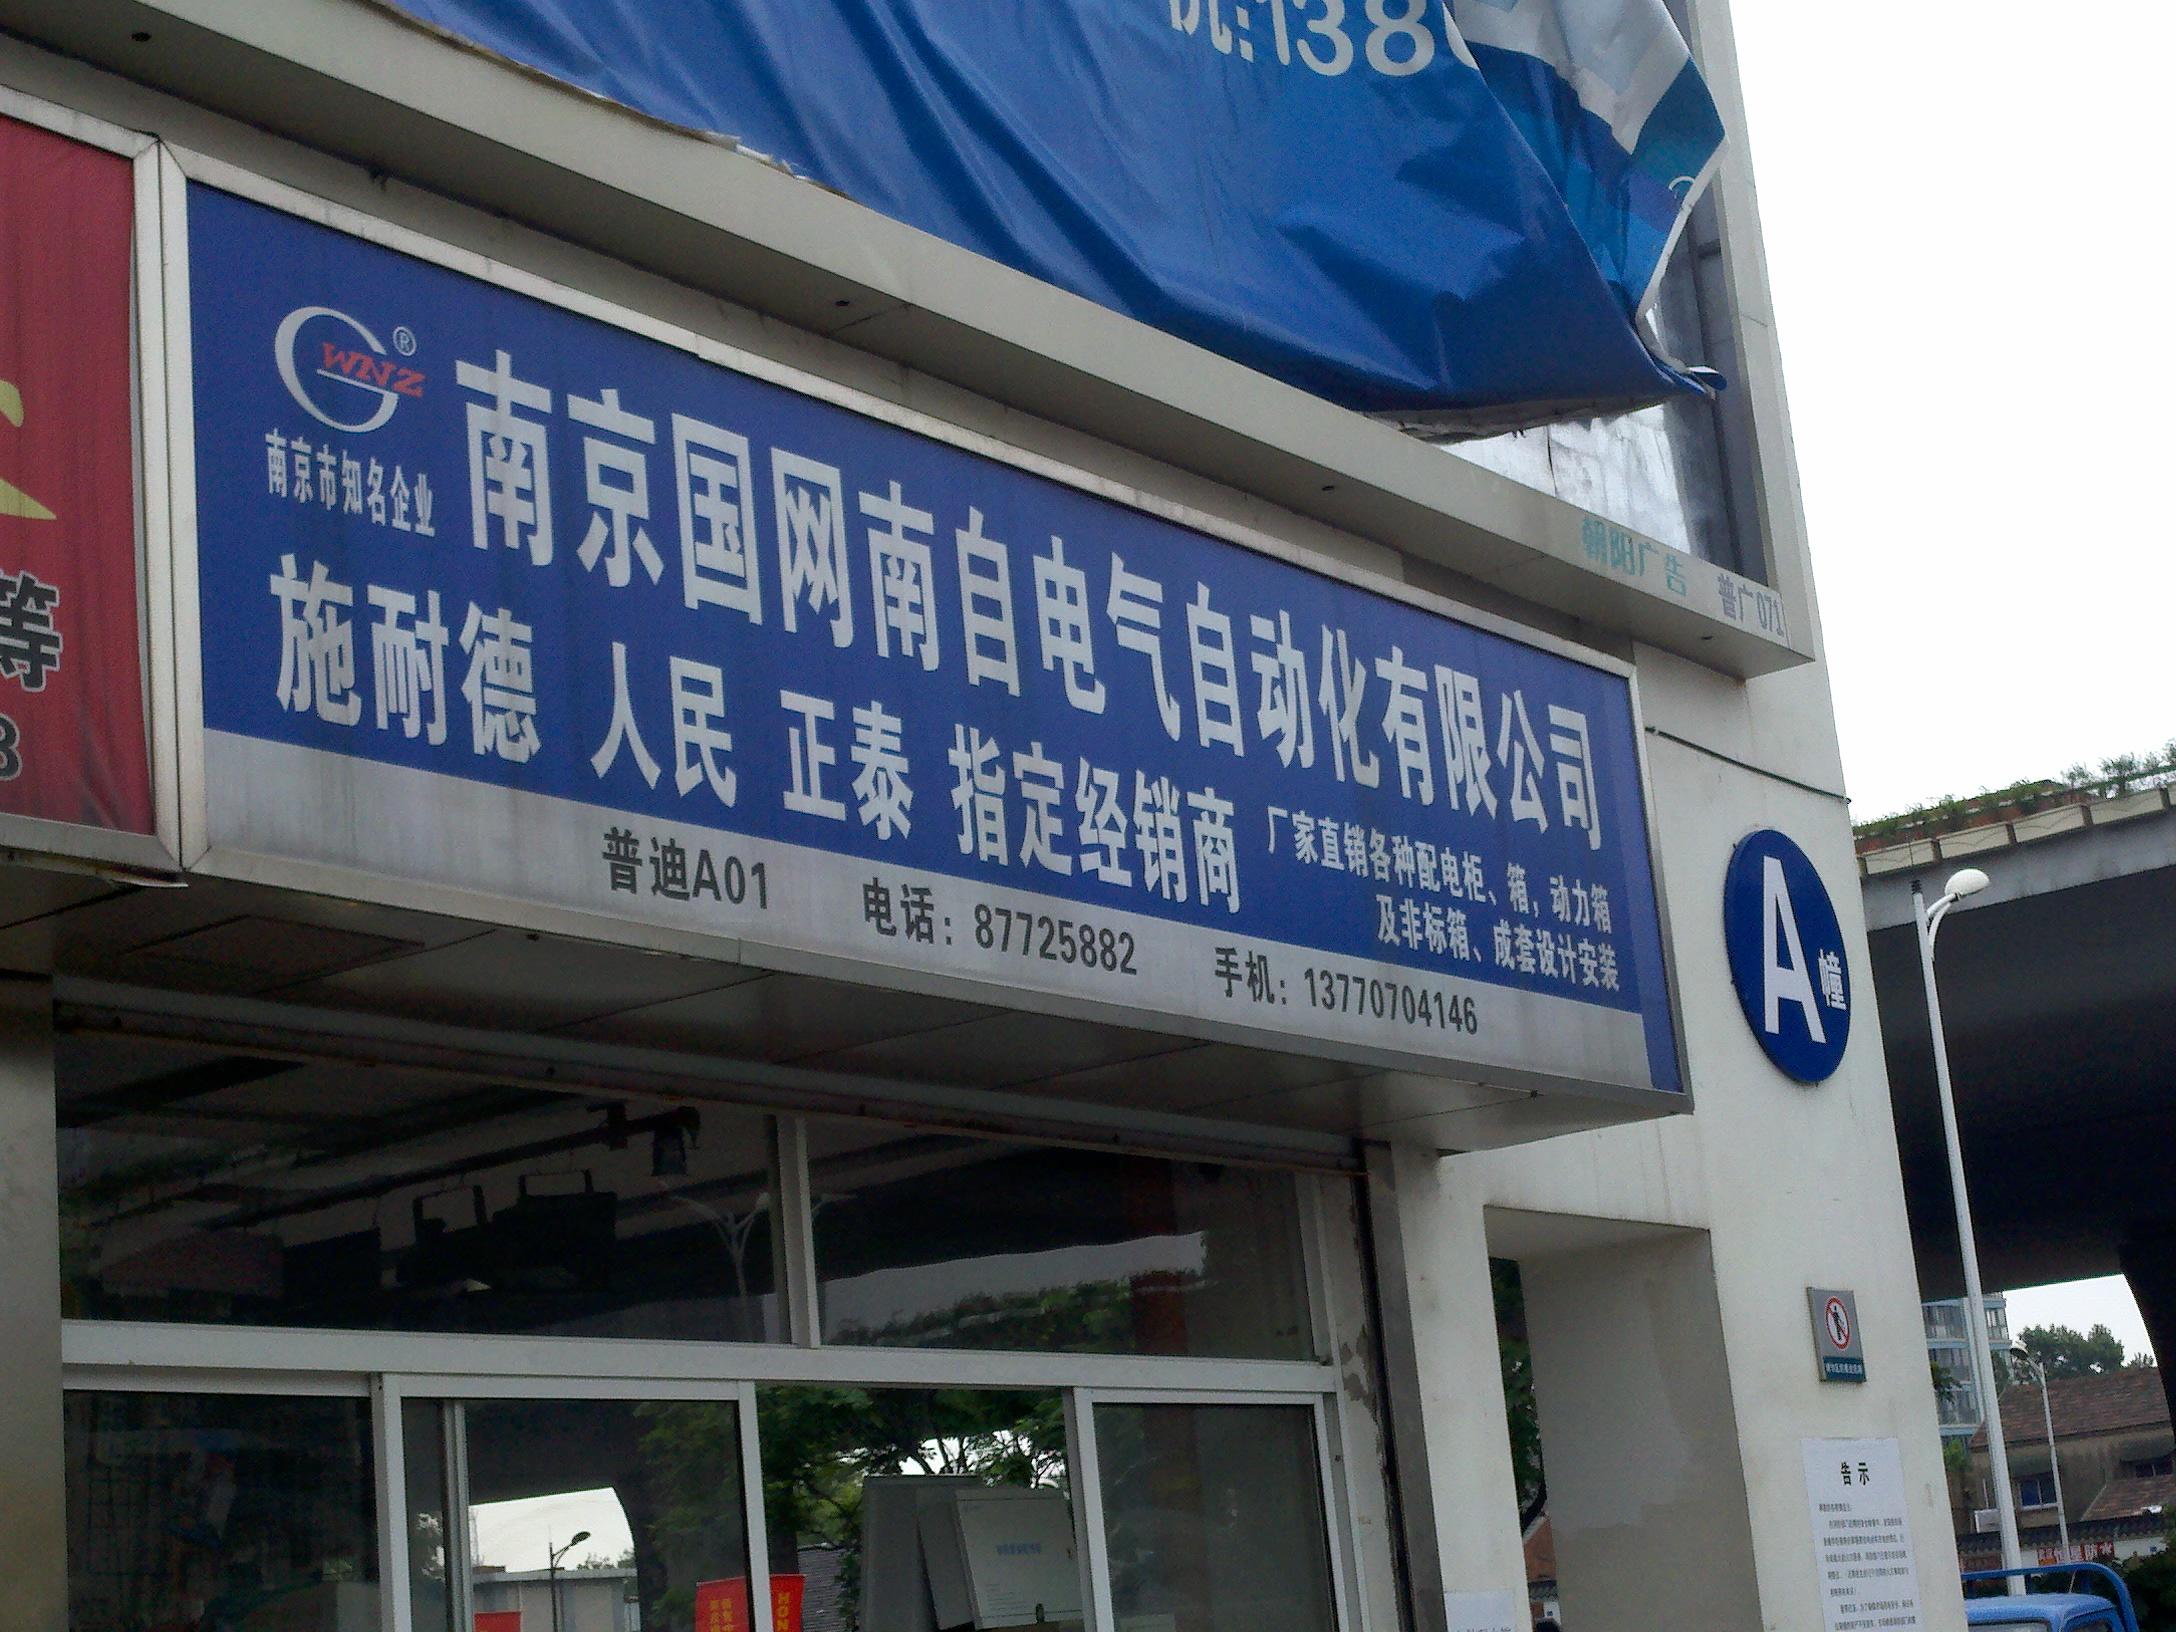 机:138
WNZ®
南京市知名企业
南京国网南自电气自动化有限公司
施耐德 人民 正泰 指定经销商
厂家直销各种配电柜、箱，动力箱
及非标箱、成套设计安装
普迪A01 电话：87725882 手机：13770704146
朝阳广告 普广071
A幢
等
3
告示